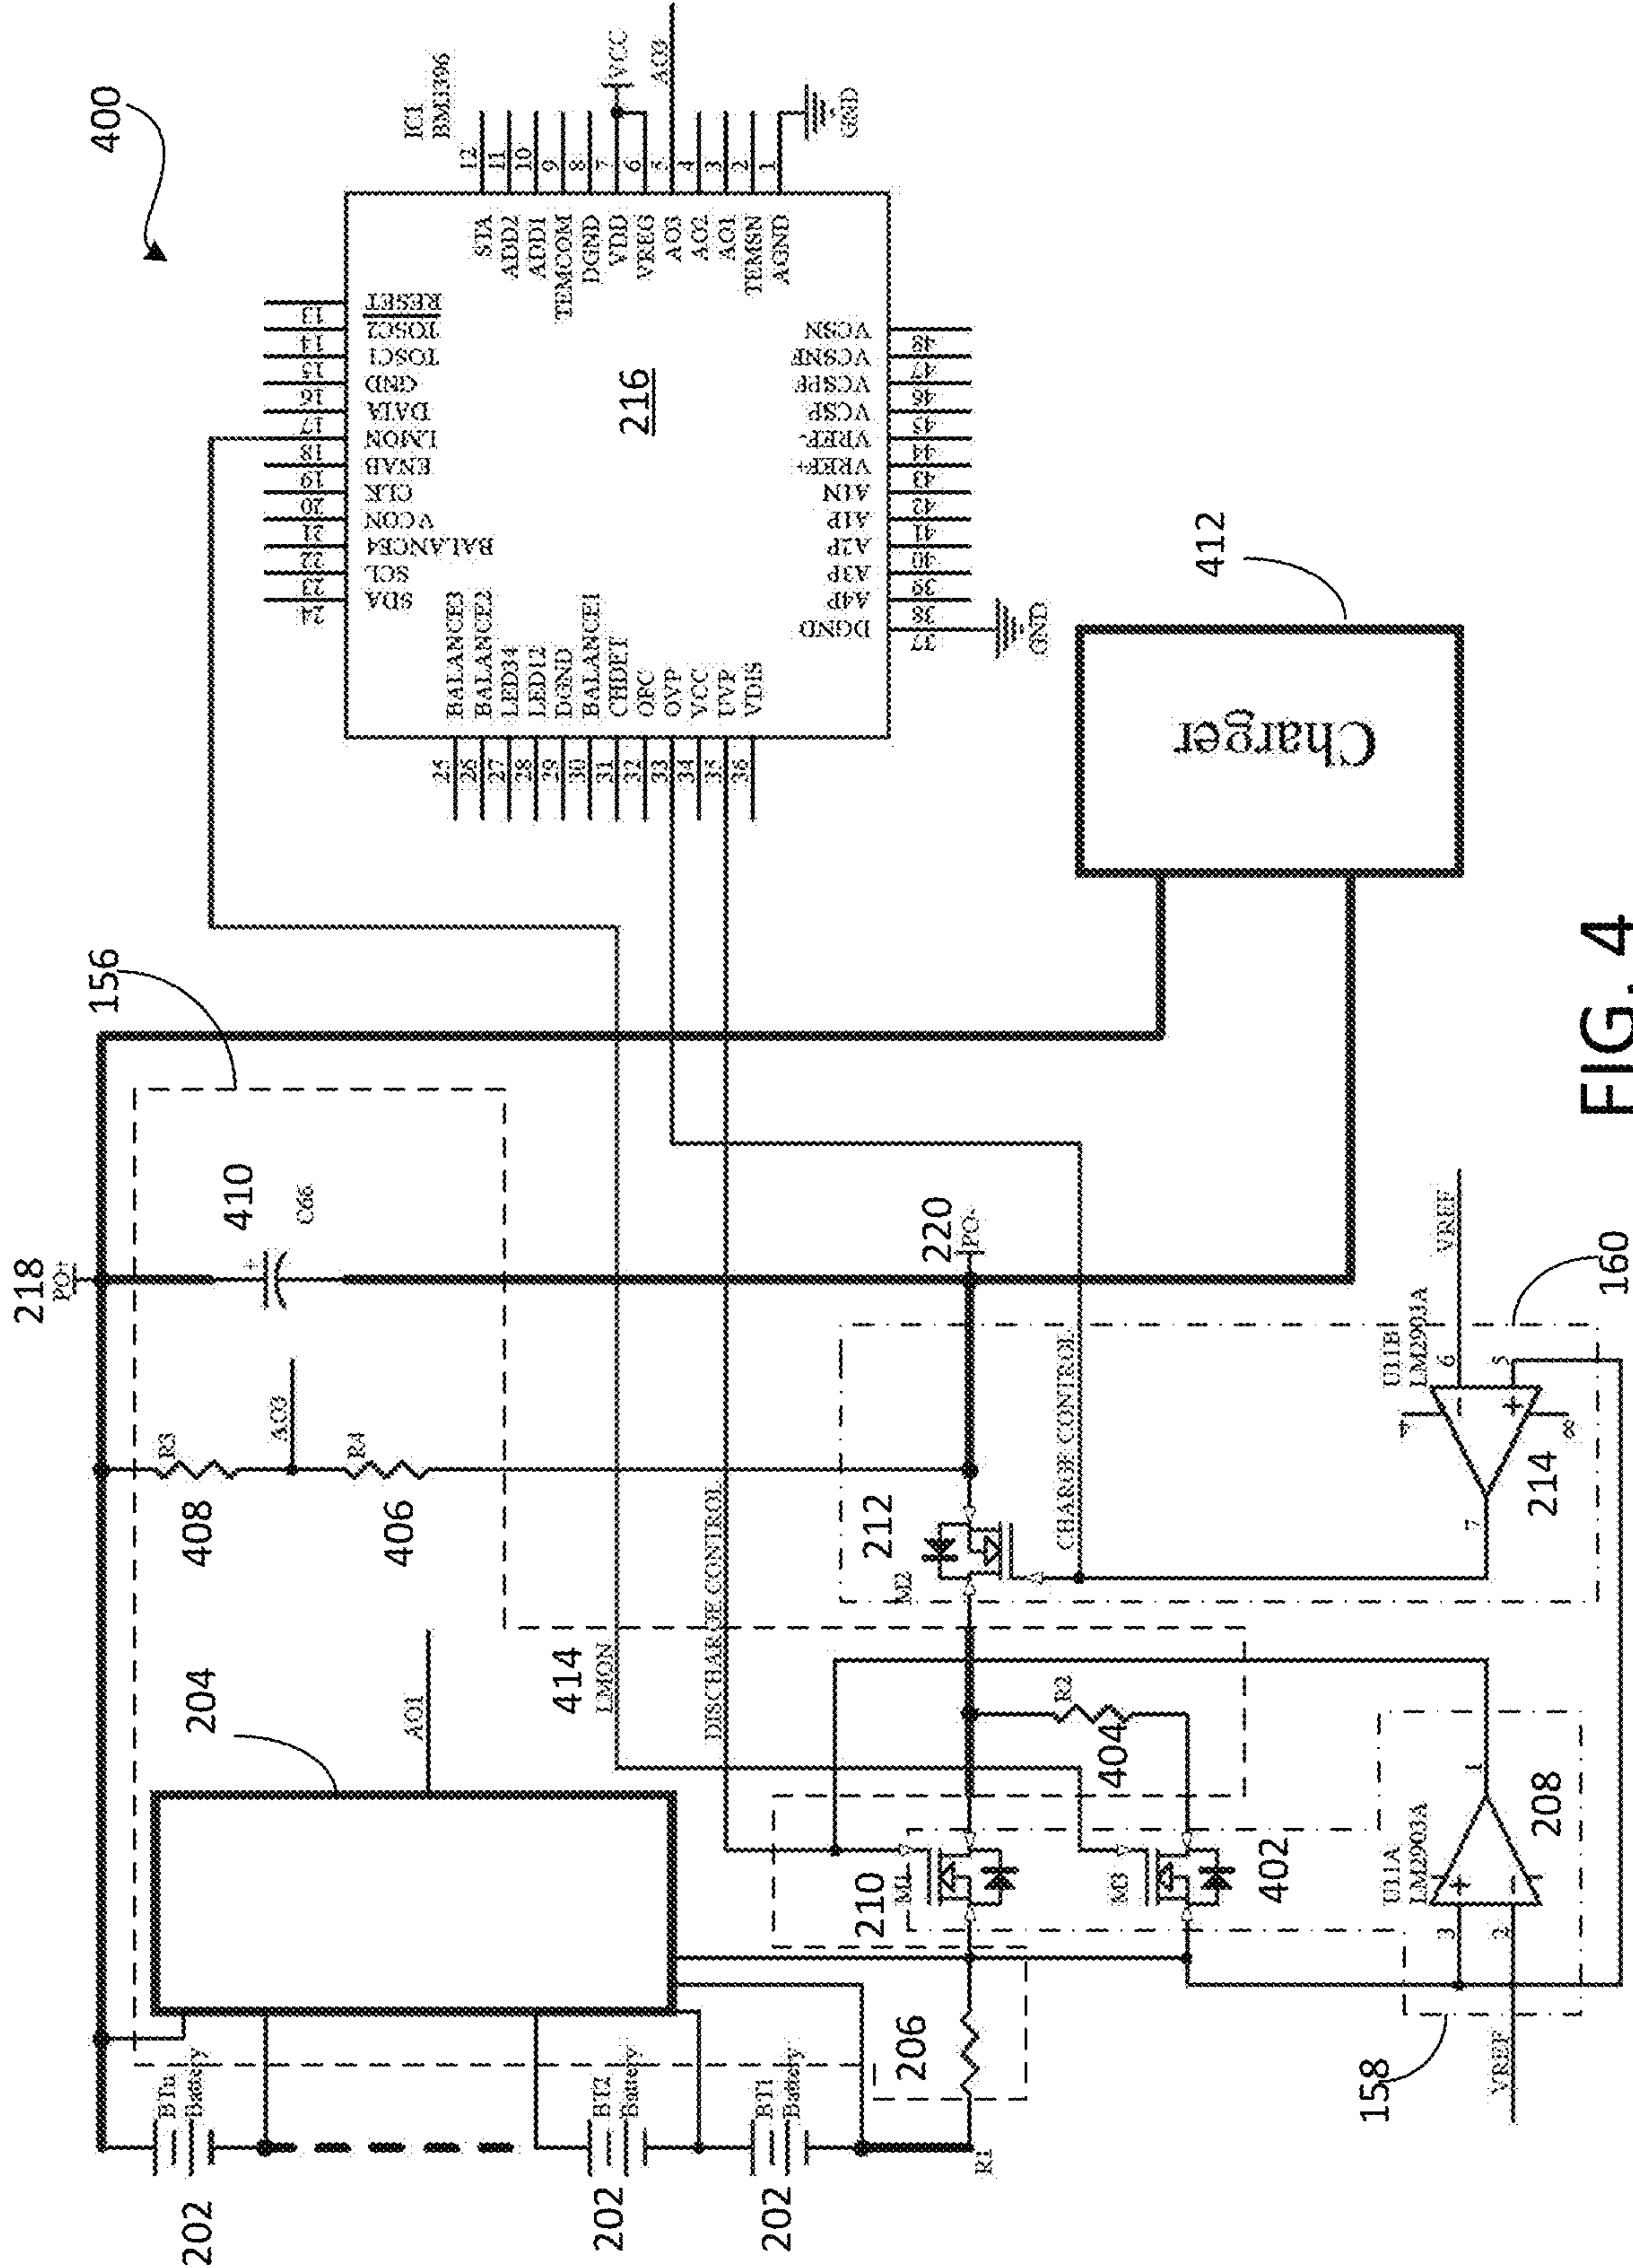 400
IC1
BM1396
12
11
10
9
8
7
6
5
4
3
2
1
VCC
AO3
GND
STA
ADD2
ADD1
TEMCOM
DGND
VDD
VREG
AO3
AO2
AO1
TEMSN
AGND
13
14
15
16
17
18
19
20
21
22
23
24
RESET
TOSC2
TOSC1
GND
DATA
LMON
ENAB
CLK
VCON
BALANCE4
SCL
SDA
216
VCSN
VCSNF
VCSPF
VCSP
VREF-
VREF+
A1N
A1P
A2P
A3P
A4P
DGND
48
47
46
45
44
43
42
41
40
39
38
37
GND
BALANCE3
BALANCE2
LED34
LED12
DGND
BALANCE1
CHDET
OFC
OVP
VCC
UVP
VDIS
25
26
27
28
29
30
31
32
33
34
35
36
412
Charger
156
218
PO+
410
+
C66
220
PO-
408
R3
AO3
R4
406
204
AO1
414
LMON
DISCHARGE CONTROL
CHARGE CONTROL
212
M2
VREF
160
U11B
LM2903A
6
5
-
+
4
8
7
214
R2
404
210
M1
M3
402
U11A
LM2903A
+
-
3
2
1
208
158
VREF
206
R1
BTn
Battery
BT2
Battery
BT1
Battery
202
202
202
FIG. 4